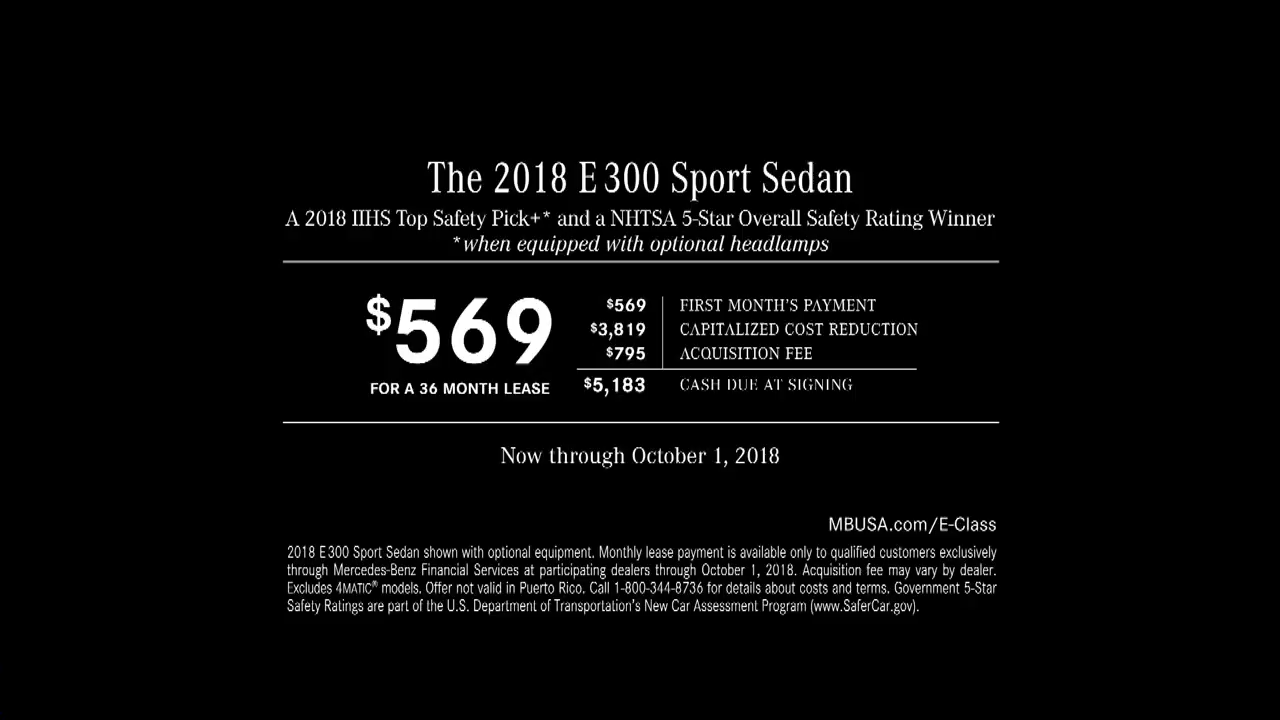 The 2018 E 300 Sport Sedan
A 2018 IIHS Top Safety Pick+* and a NHTSA 5-Star Overall Safety Rating Winner
*when equipped with optional headlamps
$569
FOR A 36 MONTH LEASE
$569 FIRST MONTH'S PAYMENT
$3,819 CAPITALIZED COST REDUCTION
$795 ACQUISITION FEE
$5,183 CASH DUE AT SIGNING
Now through October 1, 2018
MBUSA.com/E-Class
2018 E 300 Sport Sedan shown with optional equipment. Monthly lease payment is available only to qualified customers exclusively
through Mercedes-Benz Financial Services at participating dealers through October 1, 2018. Acquisition fee may vary by dealer.
Excludes 4MATIC® models. Offer not valid in Puerto Rico. Call 1-800-344-8736 for details about costs and terms. Government 5-Star
Safety Ratings are part of the U.S. Department of Transportation's New Car Assessment Program (www.SaferCar.gov).